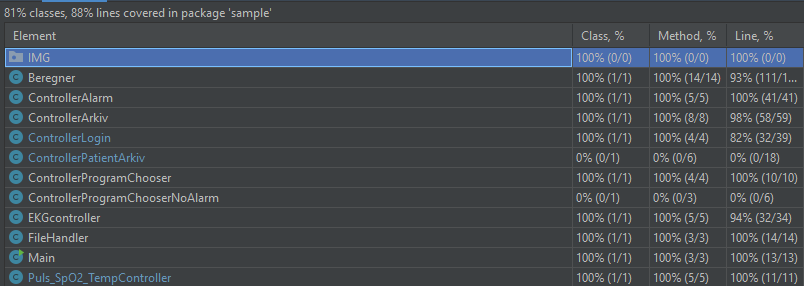 81% classes, 88% lines covered in package 'sample'
Element Class, % Method, % Line, %
IMG 100% (0/0) 100% (0/0) 100% (0/0)
Beregner 100% (1/1) 100% (14/14) 93% (111/1...
ControllerAlarm 100% (1/1) 100% (5/5) 100% (41/41)
ControllerArkiv 100% (1/1) 100% (8/8) 98% (58/59)
ControllerLogin 100% (1/1) 100% (4/4) 82% (32/39)
ControllerPatientArkiv 0% (0/1) 0% (0/6) 0% (0/18)
ControllerProgramChooser 100% (1/1) 100% (4/4) 100% (10/10)
ControllerProgramChooserNoAlarm 0% (0/1) 0% (0/3) 0% (0/6)
EKGcontroller 100% (1/1) 100% (5/5) 94% (32/34)
FileHandler 100% (1/1) 100% (3/3) 100% (14/14)
Main 100% (1/1) 100% (3/3) 100% (13/13)
Puls_SpO2_TempController 100% (1/1) 100% (5/5) 100% (11/11)